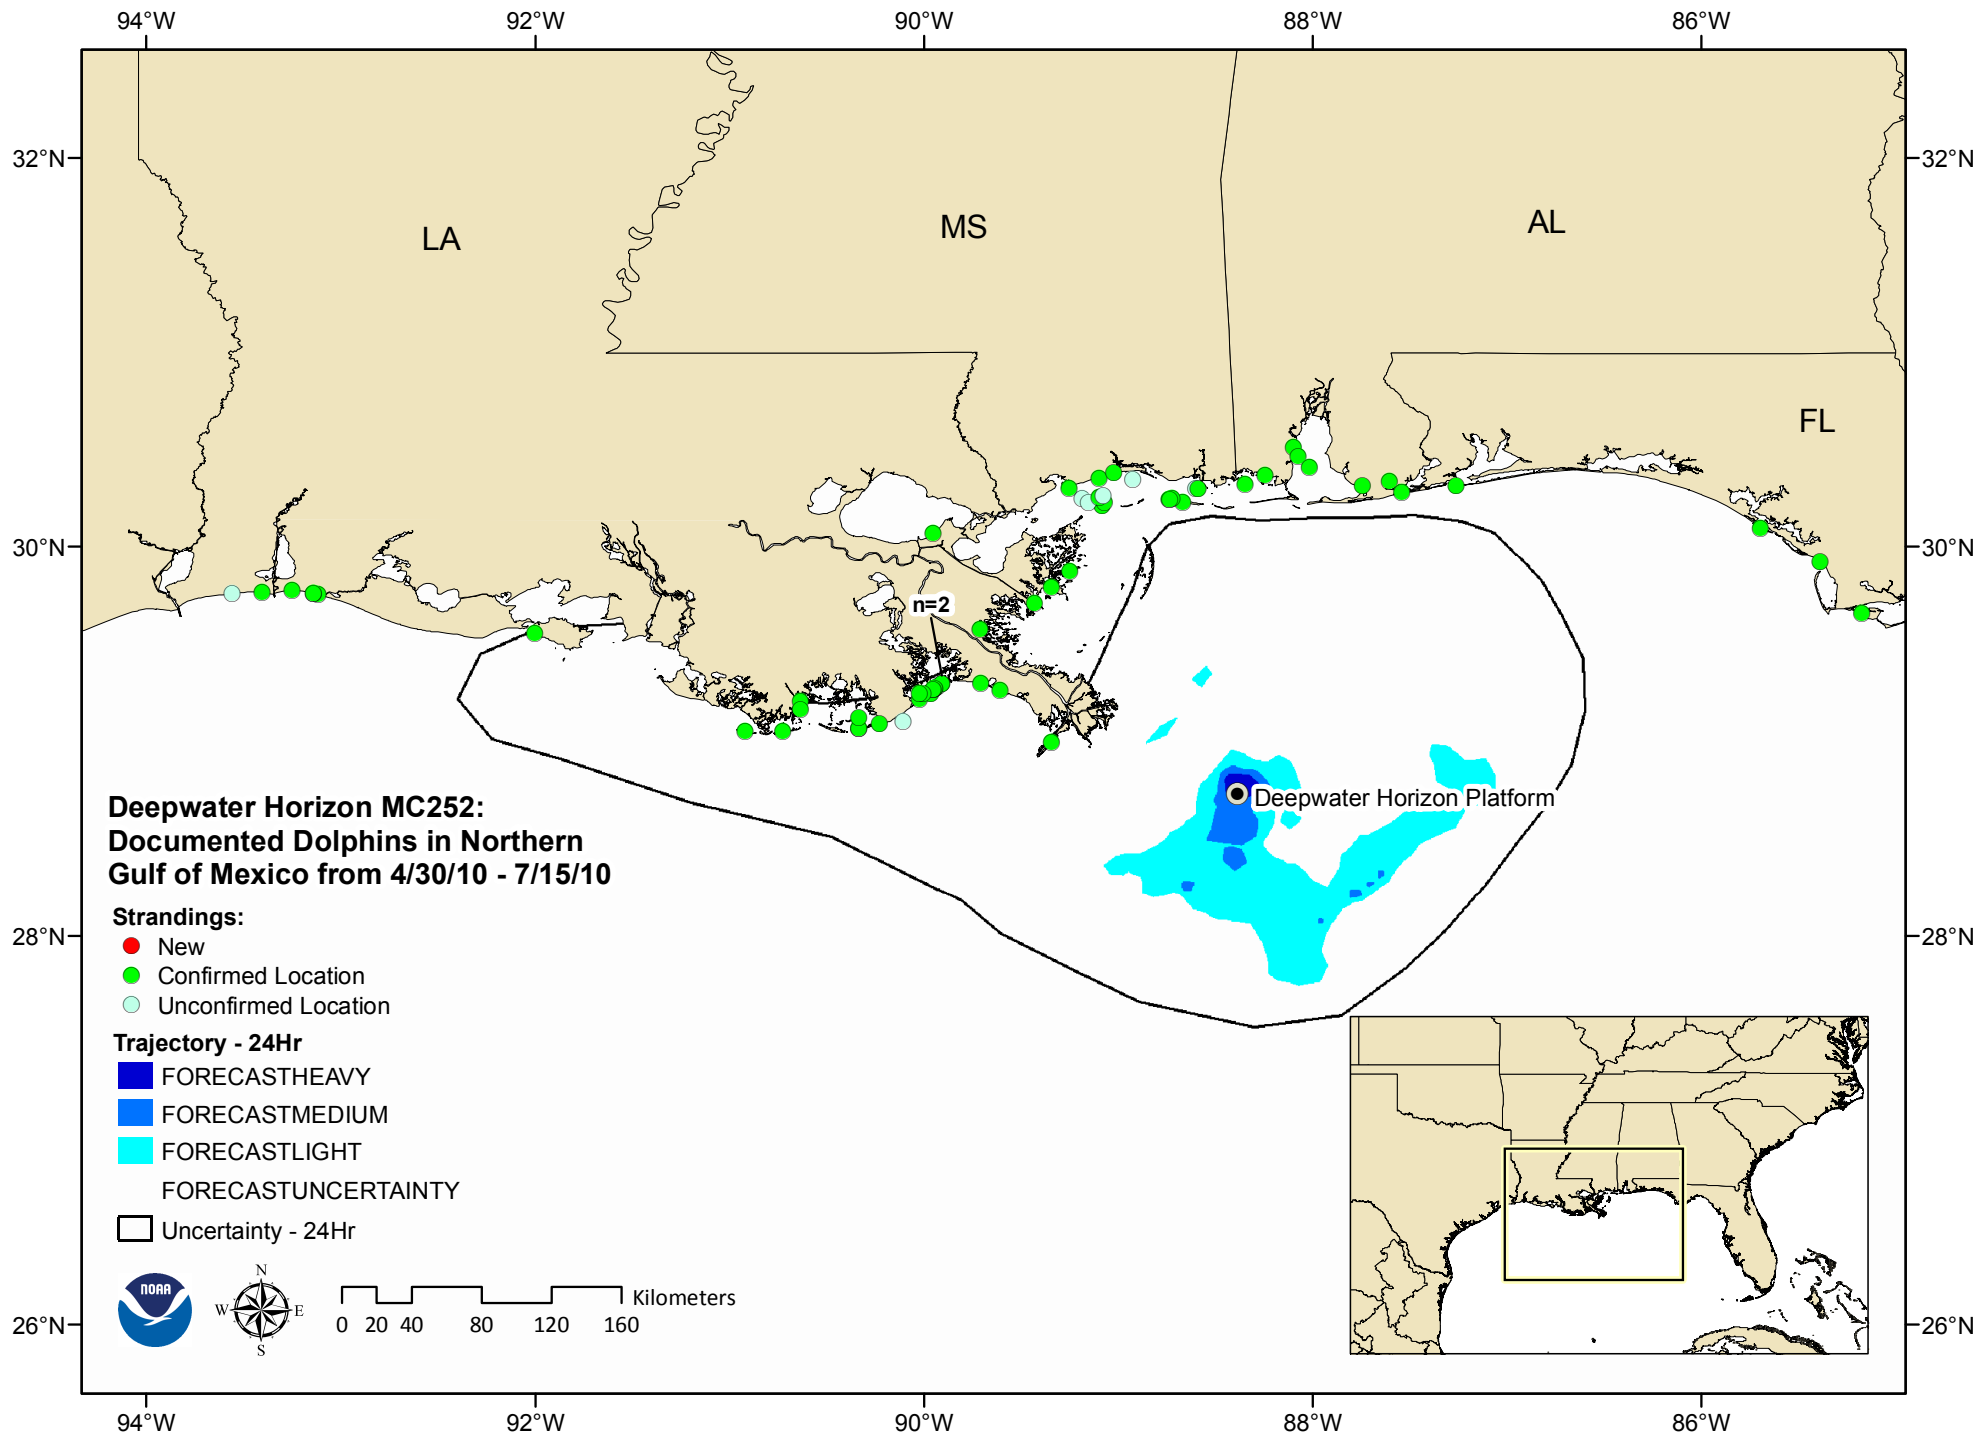 94°W 92°W 90°W 88°W 86°W
32°N 32°N
LA MS AL
FL
30°N 30°N
n=2
Deepwater Horizon Platform
Deepwater Horizon MC252:
Documented Dolphins in Northern
Gulf of Mexico from 4/30/10 - 7/15/10
Strandings:
New
28°N 28°N
Confirmed Location
Unconfirmed Location
Trajectory - 24Hr
FORECASTHEAVY
FORECASTMEDIUM
FORECASTLIGHT
FORECASTUNCERTAINTY
Uncertainty - 24Hr
NOAA
N
W E
S
Kilometers
0 20 40 80 120 160
26°N 26°N
94°W 92°W 90°W 88°W 86°W